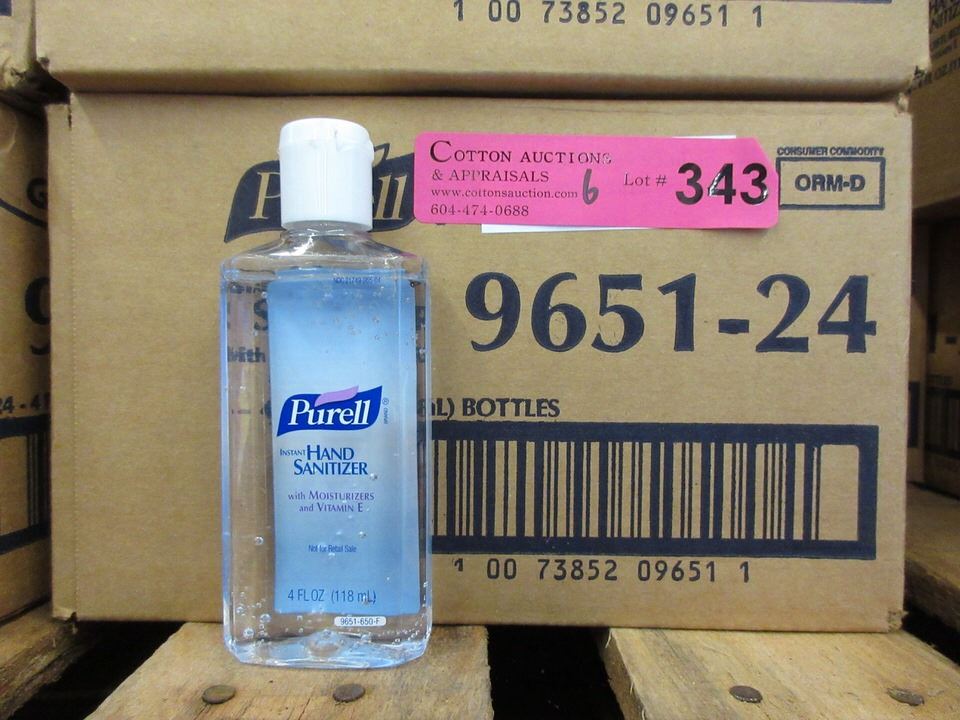 1 00 73852 09651 1
COTTON AUCTIONS
& APPRAISALS
www.cottonsauction.com 6
604-474-0688
Lot # 343
CONSUMER COMMODITY
ORM-D
9651-24
BOTTLES
1 00 73852 09651 1
Purell
BRAND ®
INSTANT HAND
SANITIZER
with MOISTURIZERS
and VITAMIN E
Not for Retail Sale
4 FL OZ (118 mL)
9651-650-F